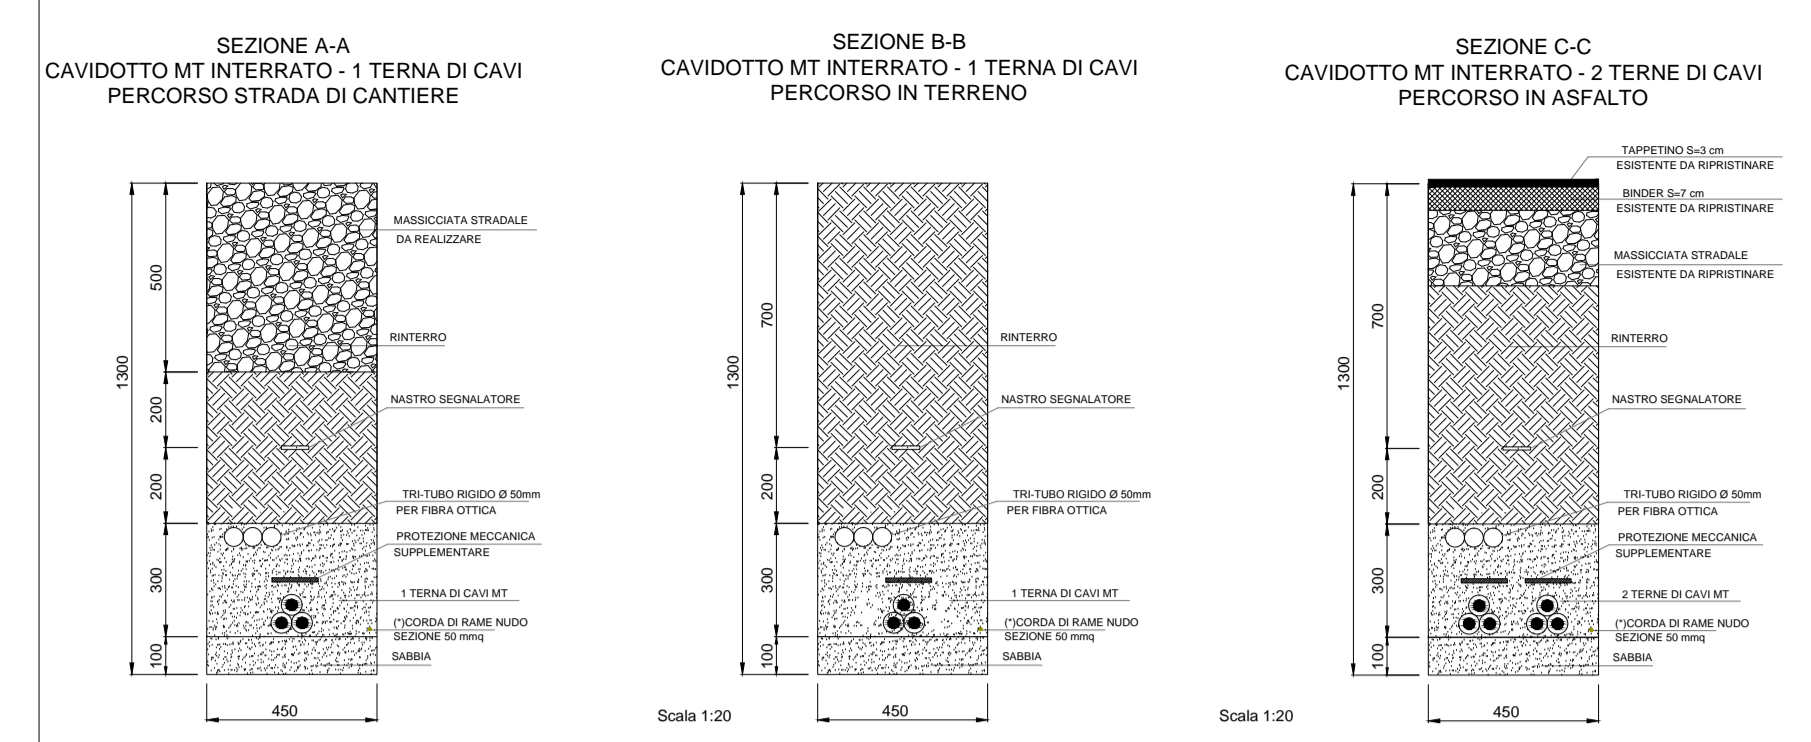 SEZIONE A-A
CAVIDOTTO MT INTERRATO - 1 TERNA DI CAVI
PERCORSO STRADA DI CANTIERE
MASSICCIATA STRADALE
DA REALIZZARE
RINTERRO
NASTRO SEGNALATORE
TRI-TUBO RIGIDO Ø 50mm
PER FIBRA OTTICA
PROTEZIONE MECCANICA
SUPPLEMENTARE
1 TERNA DI CAVI MT
(*)CORDA DI RAME NUDO
SEZIONE 50 mmq
SABBIA
1300
500
200
200
300
100
450
SEZIONE B-B
CAVIDOTTO MT INTERRATO - 1 TERNA DI CAVI
PERCORSO IN TERRENO
RINTERRO
NASTRO SEGNALATORE
TRI-TUBO RIGIDO Ø 50mm
PER FIBRA OTTICA
1 TERNA DI CAVI MT
(*)CORDA DI RAME NUDO
SEZIONE 50 mmq
SABBIA
1300
700
200
300
100
450
Scala 1:20
SEZIONE C-C
CAVIDOTTO MT INTERRATO - 2 TERNE DI CAVI
PERCORSO IN ASFALTO
TAPPETINO S=3 cm
ESISTENTE DA RIPRISTINARE
BINDER S=7 cm
ESISTENTE DA RIPRISTINARE
MASSICCIATA STRADALE
ESISTENTE DA RIPRISTINARE
RINTERRO
NASTRO SEGNALATORE
TRI-TUBO RIGIDO Ø 50mm
PER FIBRA OTTICA
PROTEZIONE MECCANICA
SUPPLEMENTARE
2 TERNE DI CAVI MT
(*)CORDA DI RAME NUDO
SEZIONE 50 mmq
SABBIA
1300
700
200
300
100
450
Scala 1:20